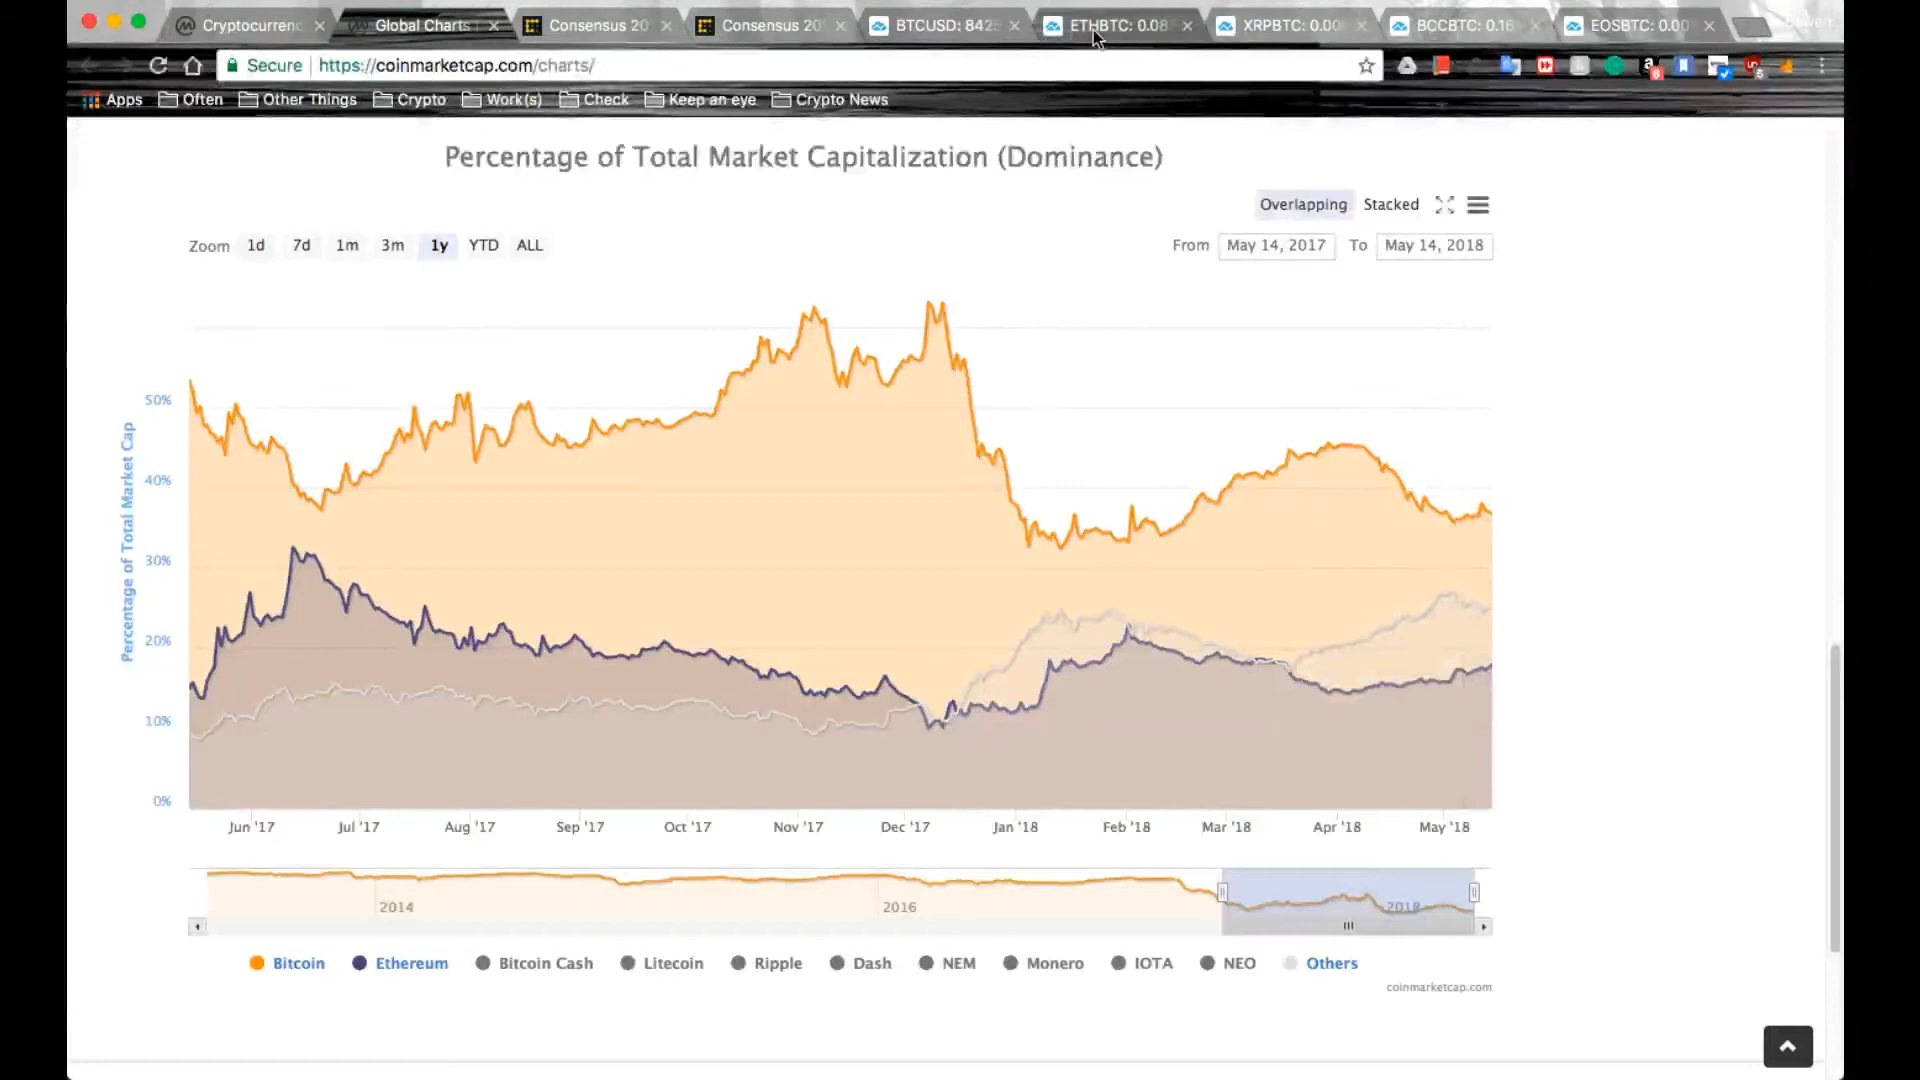 Cryptocurrenc
Global Charts
Consensus 20
Consensus 20
BTCUSD: 842
ETHBTC: 0.08
XRPBTC: 0.00
BCCBTC: 0.16
EOSBTC: 0.00
Secure https://coinmarketcap.com/charts/
Apps Often Other Things Crypto Work(s) Check Keep an eye Crypto News
Percentage of Total Market Capitalization (Dominance)
Overlapping Stacked
Zoom 1d 7d 1m 3m 1y YTD ALL
From May 14, 2017 To May 14, 2018
Percentage of Total Market Cap
50%
40%
30%
20%
10%
0%
Jun '17 Jul '17 Aug '17 Sep '17 Oct '17 Nov '17 Dec '17 Jan '18 Feb '18 Mar '18 Apr '18 May '18
2014 2016 2018
Bitcoin Ethereum Bitcoin Cash Litecoin Ripple Dash NEM Monero IOTA NEO Others
coinmarketcap.com